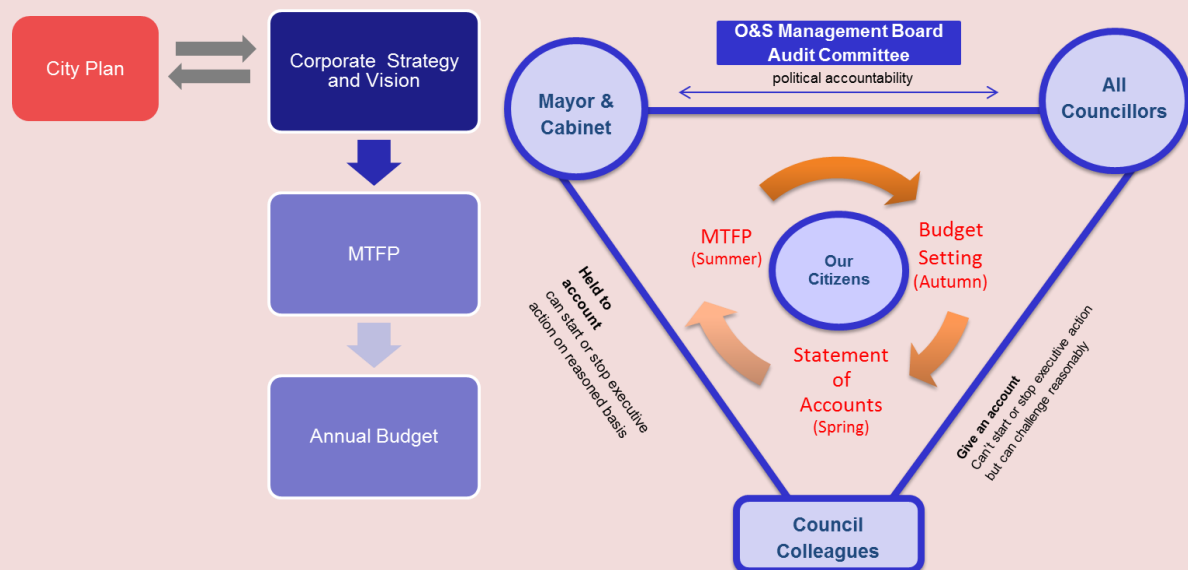 City Plan
Corporate Strategy
and Vision
MTFP
Annual Budget
O&S Management Board
Audit Committee
political accountability
Mayor &
Cabinet
All
Councillors
MTFP
(Summer)
Our
Citizens
Budget
Setting
(Autumn)
Statement
of
Accounts
(Spring)
Held to
account
can start or stop executive
action on reasoned basis
Give an account
Can't start or stop executive action
but can challenge reasonably
Council
Colleagues